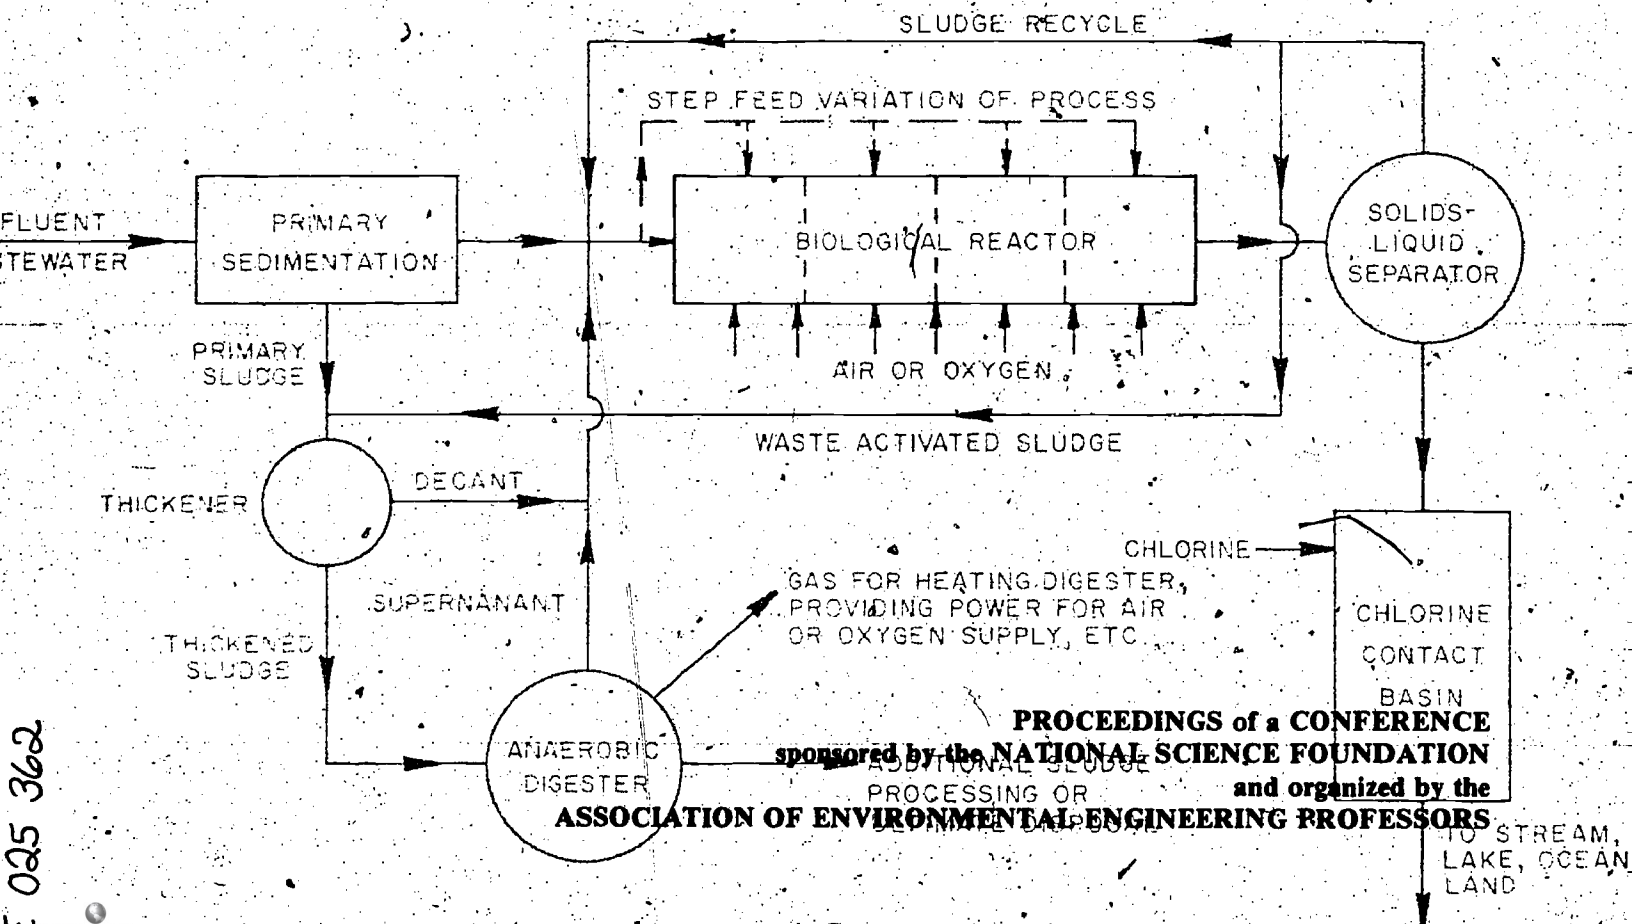 SLUDGE RECYCLE
STEP FEED VARIATION OF PROCESS
FLUENT
TEWATER
PRIMARY
SEDIMENTATION
BIOLOGICAL REACTOR
SOLIDS-
LIQUID
SEPARATOR
PRIMARY
SLUDGE
AIR OR OXYGEN
WASTE ACTIVATED SLUDGE
THICKENER
DECANT
CHLORINE
GAS FOR HEATING DIGESTER,
PROVIDING POWER FOR AIR
OR OXYGEN SUPPLY, ETC.
SUPERNANANT
THICKENED
SLUDGE
CHLORINE
CONTACT
BASIN
ANAEROBIC
DIGESTER
ADDITIONAL SLUDGE
PROCESSING OR
PROCEEDINGS of a CONFERENCE
sponsored by the NATIONAL SCIENCE FOUNDATION
and organized by the
ASSOCIATION OF ENVIRONMENTAL ENGINEERING PROFESSORS
TO STREAM,
LAKE, OCEAN
LAND
025 362